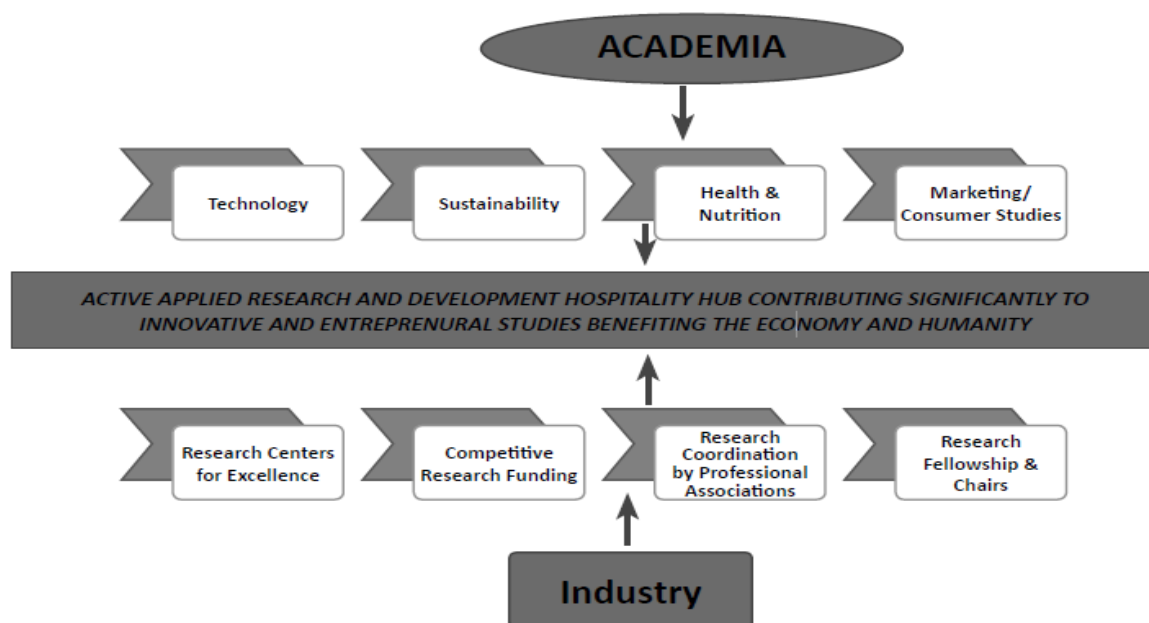 ACADEMIA
Technology
Sustainability
Health &
Nutrition
Marketing/
Consumer Studies
ACTIVE APPLIED RESEARCH AND DEVELOPMENT HOSPITALITY HUB CONTRIBUTING SIGNIFICANTLY TO
INNOVATIVE AND ENTREPRENURAL STUDIES BENEFITING THE ECONOMY AND HUMANITY
Research Centers
for Excellence
Competitive
Research Funding
Research
Coordination
by Professional
Associations
Research
Fellowship &
Chairs
Industry